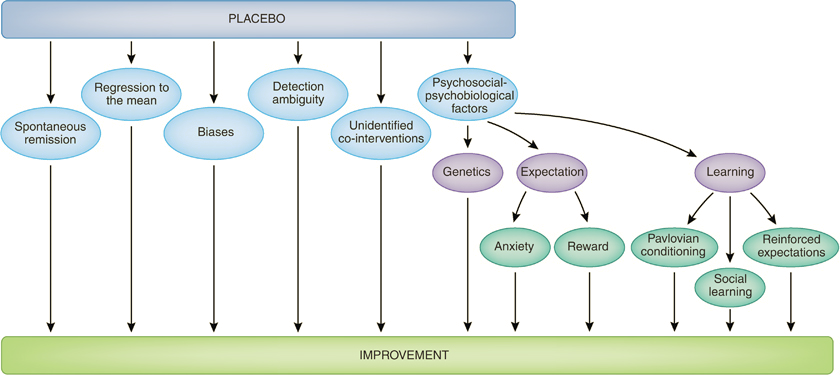 PLACEBO
Spontaneous
remission
Regression to
the mean
Biases
Detection
ambiguity
Unidentified
co-interventions
Psychosocial-
psychobiological
factors
Genetics
Expectation
Learning
Anxiety
Reward
Pavlovian
conditioning
Social
learning
Reinforced
expectations
IMPROVEMENT